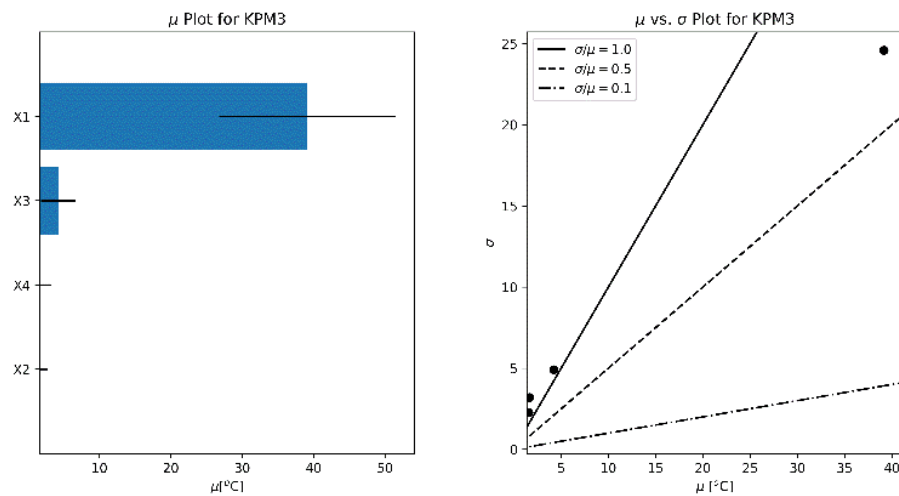 μ Plot for KPM3
X1
X3
X4
X2
10 20 30 40 50
μ[°C]
μ vs. σ Plot for KPM3
σ/μ = 1.0
σ/μ = 0.5
σ/μ = 0.1
25
20
15
10
5
0
σ
5 10 15 20 25 30 35 40
μ [°C]